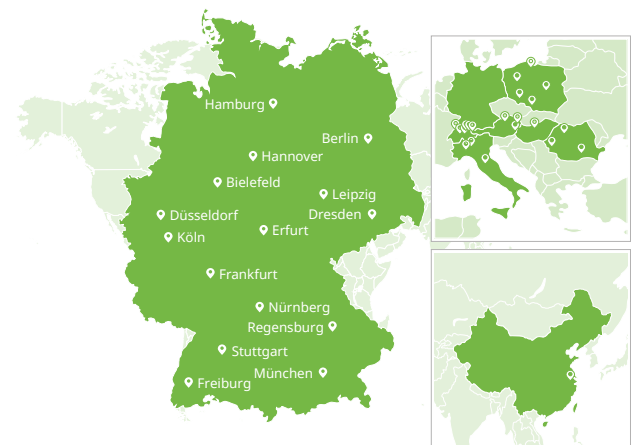 Hamburg
Berlin
Hannover
Bielefeld
Leipzig
Düsseldorf
Dresden
Köln
Erfurt
Frankfurt
Nürnberg
Regensburg
Stuttgart
München
Freiburg